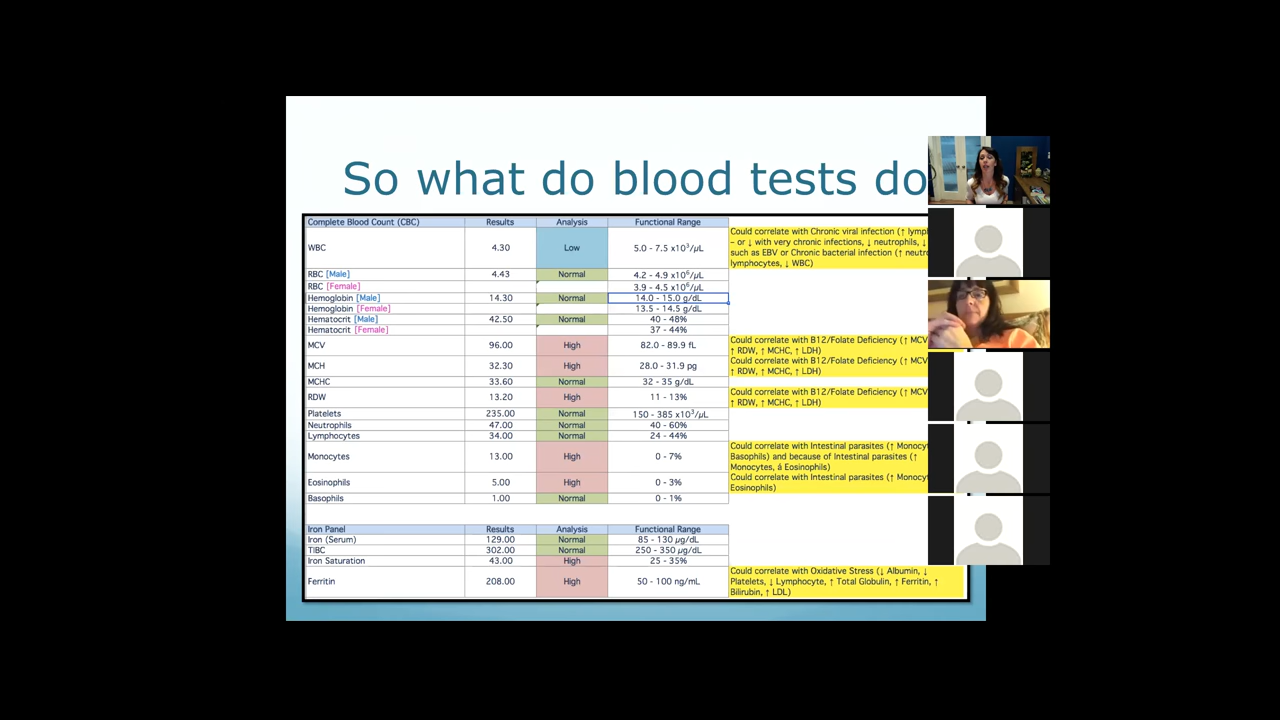 So what do blood tests do
Complete Blood Count (CBC) Results Analysis Functional Range
WBC 4.30 Low 5.0 - 7.5 x10³/µL
Could correlate with Chronic viral infection (↑
– or ↓ with very chronic infections, ↓ neutrophils, ↓
such as EBV or Chronic bacterial infection (↑
lymphocytes, ↓ WBC)
RBC [Male] 4.43 Normal 4.2 - 4.9 x10⁶/µL
RBC [Female] 3.9 - 4.5 x10⁶/µL
Hemoglobin [Male] 14.30 Normal 14.0 - 15.0 g/dL
Hemoglobin [Female] 13.5 - 14.5 g/dL
Hematocrit [Male] 42.50 Normal 40 - 48%
Hematocrit [Female] 37 - 44%
MCV 96.00 High 82.0 - 89.9 fL
Could correlate with B12/Folate Deficiency (↑ MCV
↑ RDW, ↑ MCHC, ↑ LDH)
MCH 32.30 High 28.0 - 31.9 pg
Could correlate with B12/Folate Deficiency (↑ MCV
↑ RDW, ↑ MCHC, ↑ LDH)
MCHC 33.60 Normal 32 - 35 g/dL
RDW 13.20 High 11 - 13%
Could correlate with B12/Folate Deficiency (↑ MCV
↑ RDW, ↑ MCHC, ↑ LDH)
Platelets 235.00 Normal 150 - 385 x10³/µL
Neutrophils 47.00 Normal 40 - 60%
Lymphocytes 34.00 Normal 24 - 44%
Monocytes 13.00 High 0 - 7%
Could correlate with Intestinal parasites (↑
Basophils) and because of Intestinal parasites (↑
Monocytes, á Eosinophils)
Eosinophils 5.00 High 0 - 3%
Could correlate with Intestinal parasites (↑
Eosinophils)
Basophils 1.00 Normal 0 - 1%
Iron Panel Results Analysis Functional Range
Iron (Serum) 129.00 Normal 85 - 130 µg/dL
TIBC 302.00 Normal 250 - 350 µg/dL
Iron Saturation 43.00 High 25 - 35%
Ferritin 208.00 High 50 - 100 ng/mL
Could correlate with Oxidative Stress (↓ Albumin, ↓
Platelets, ↓ Lymphocyte, ↑ Total Globulin, ↑ Ferritin, ↑
Bilirubin, ↑ LDL)